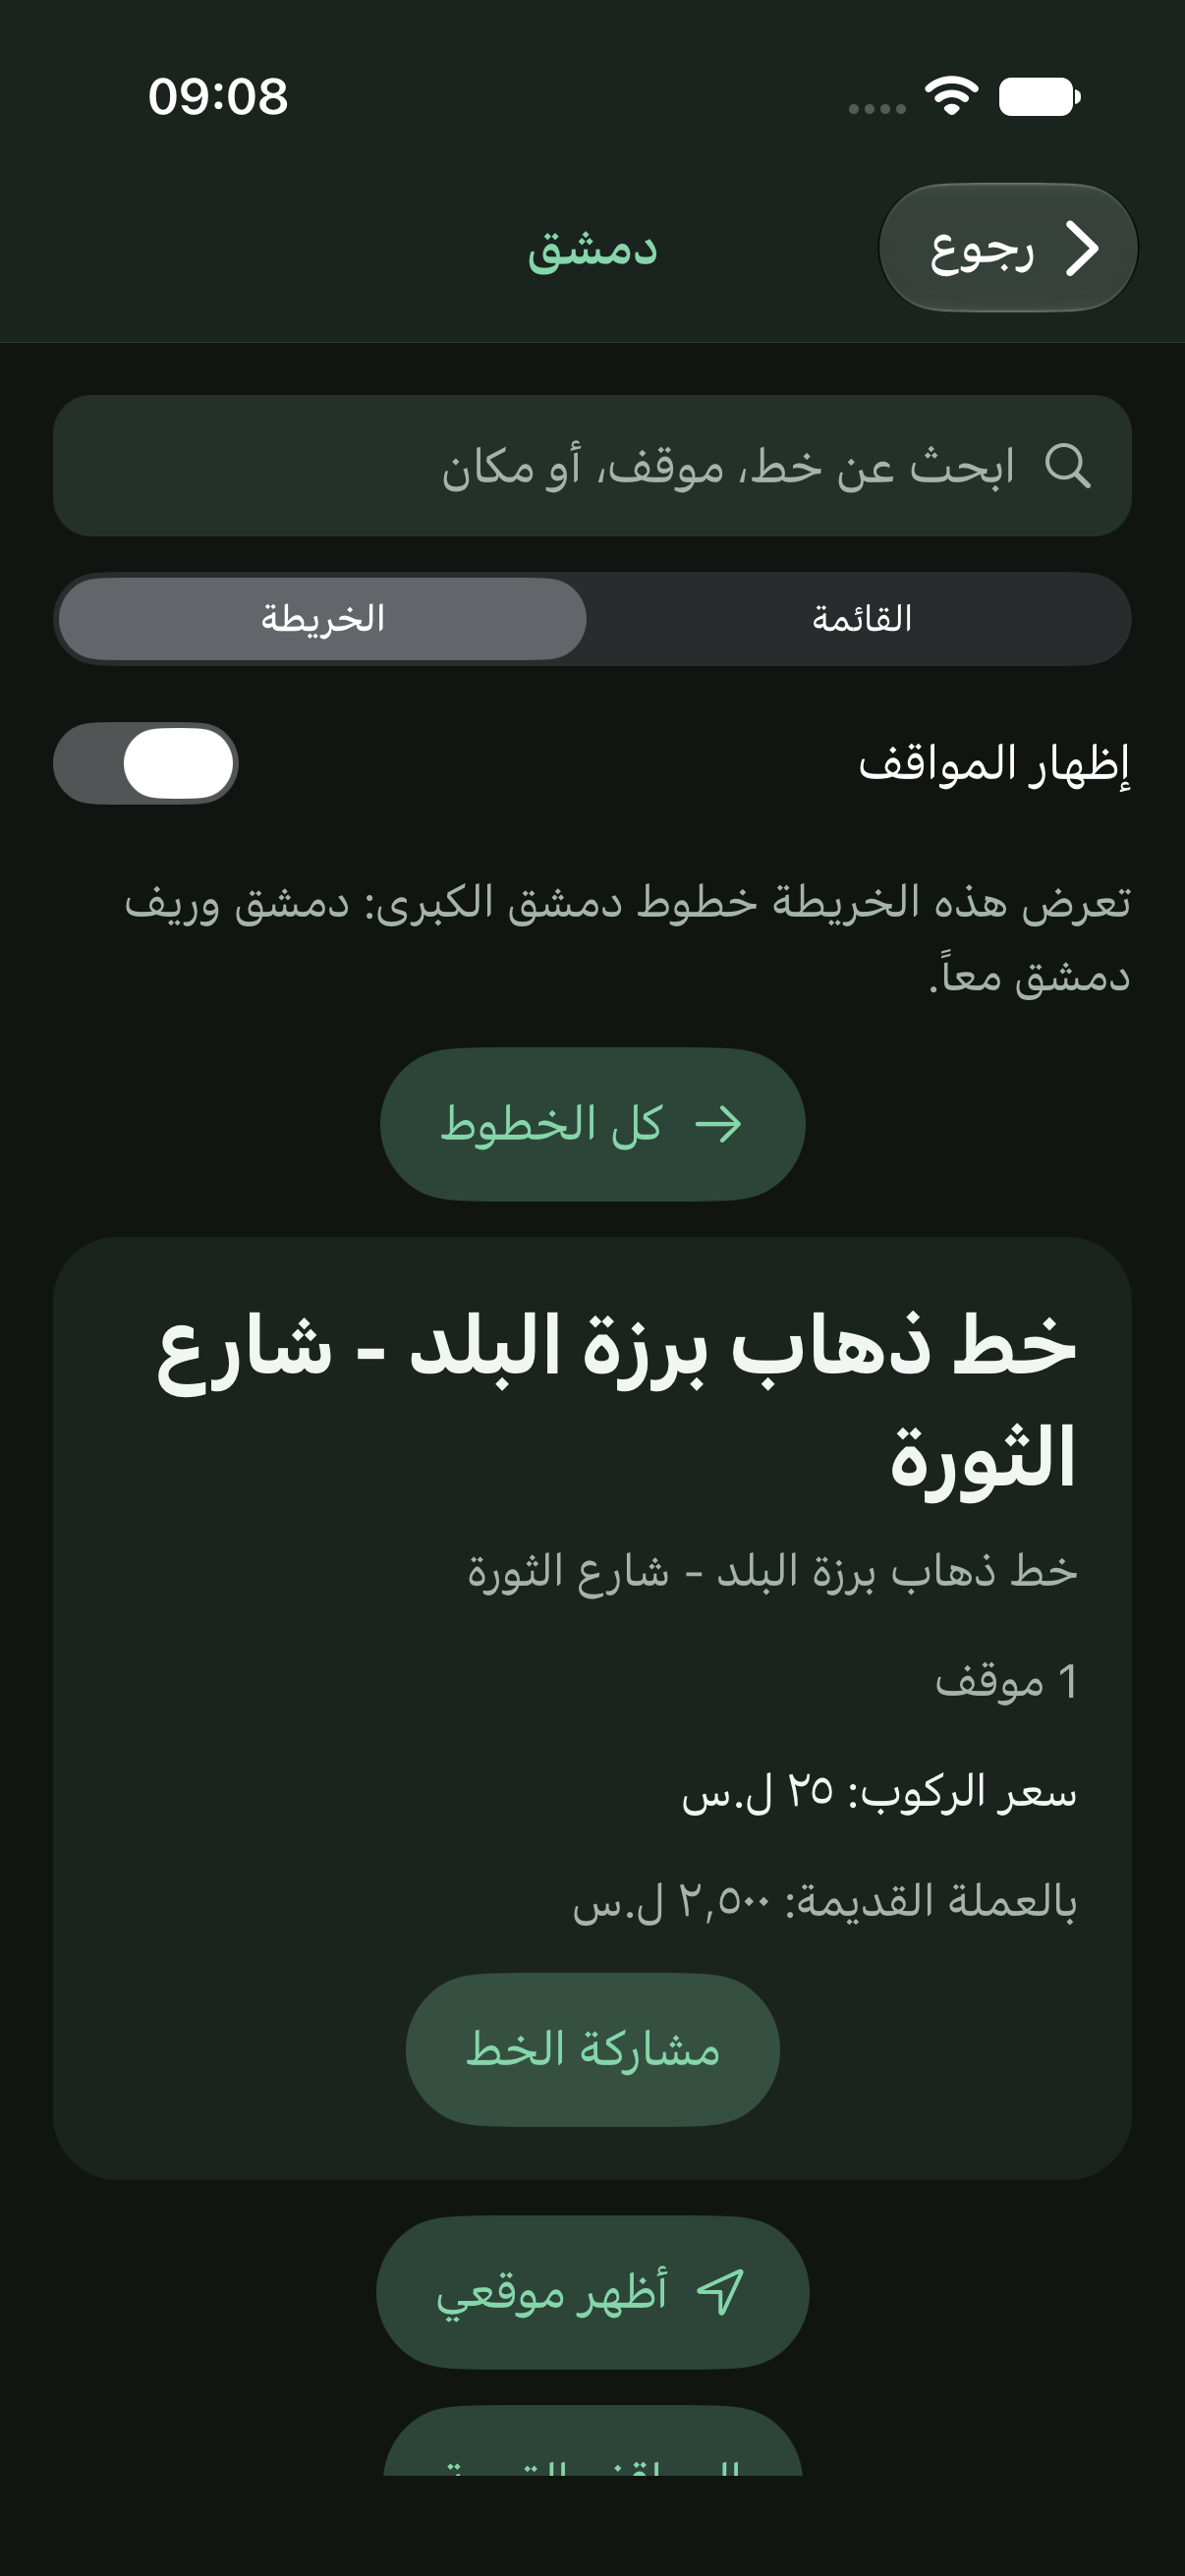 09:08
رجوع
دمشق
ابحث عن خط، موقف، أو مكان
القائمة
الخريطة
إظهار المواقف
تعرض هذه الخريطة خطوط دمشق الكبرى: دمشق وريف
دمشق معاً.
كل الخطوط
خط ذهاب برزة البلد - شارع
الثورة
خط ذهاب برزة البلد - شارع الثورة
1 موقف
سعر الركوب: ٢٥ ل.س
بالعملة القديمة: ٢,٥٠٠ ل.س
مشاركة الخط
أظهر موقعي